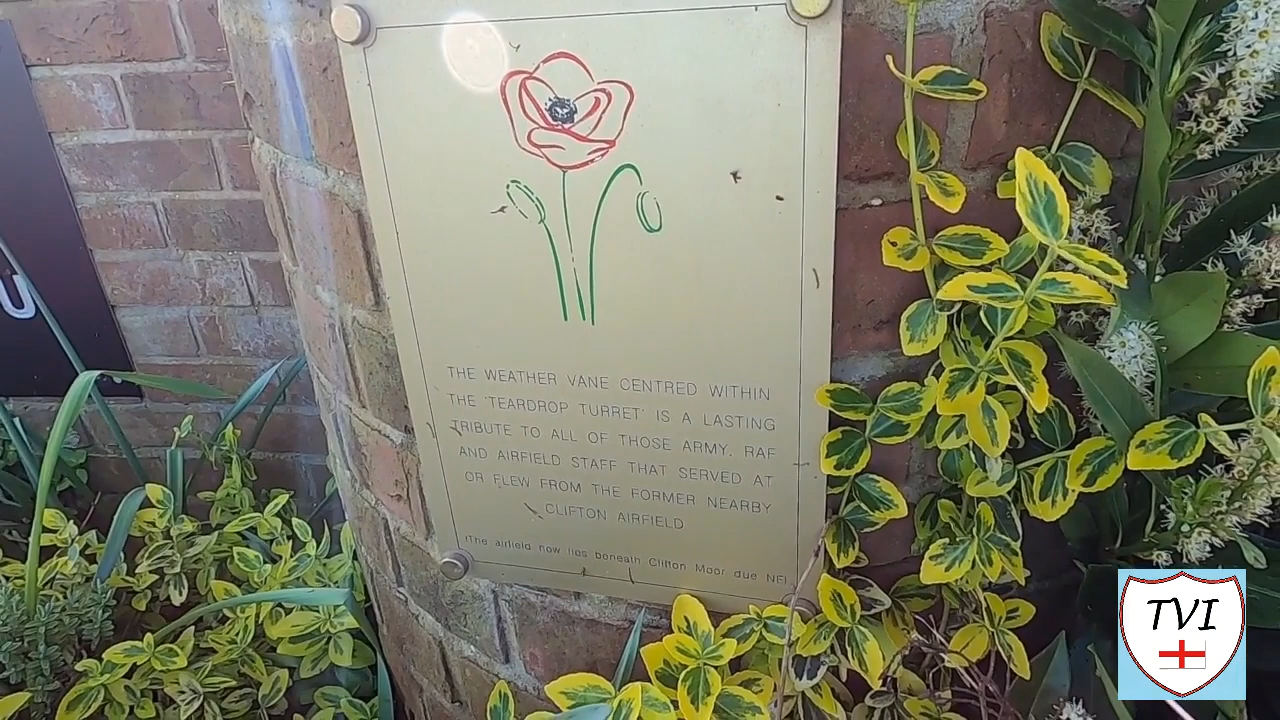 THE WEATHER VANE CENTRED WITHIN
THE 'TEARDROP TURRET' IS A LASTING
TRIBUTE TO ALL OF THOSE ARMY, RAF
AND AIRFIELD STAFF THAT SERVED AT
OR FLEW FROM THE FORMER NEARBY
CLIFTON AIRFIELD
(The airfield now lies beneath Clifton Moor due NE)
U
TVI